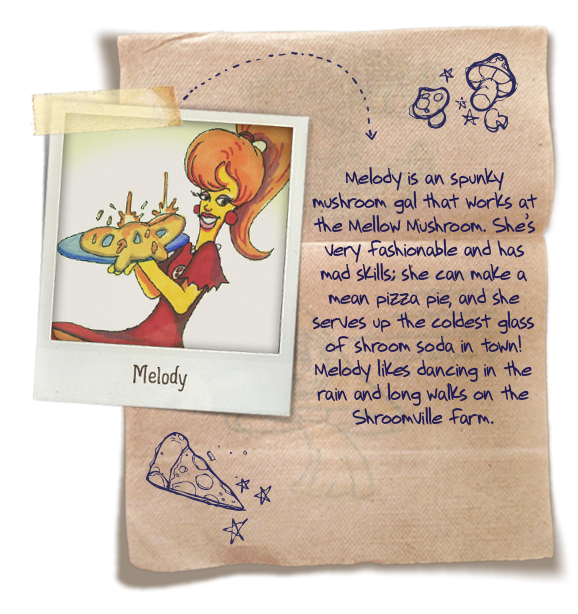 Melody is an spunky
mushroom gal that works at
the Mellow Mushroom. She's
very fashionable and has
mad skills; she can make a
mean pizza pie, and she
serves up the coldest glass
of shroom soda in town!
Melody likes dancing in the
rain and long walks on the
Shroomville farm.
Melody